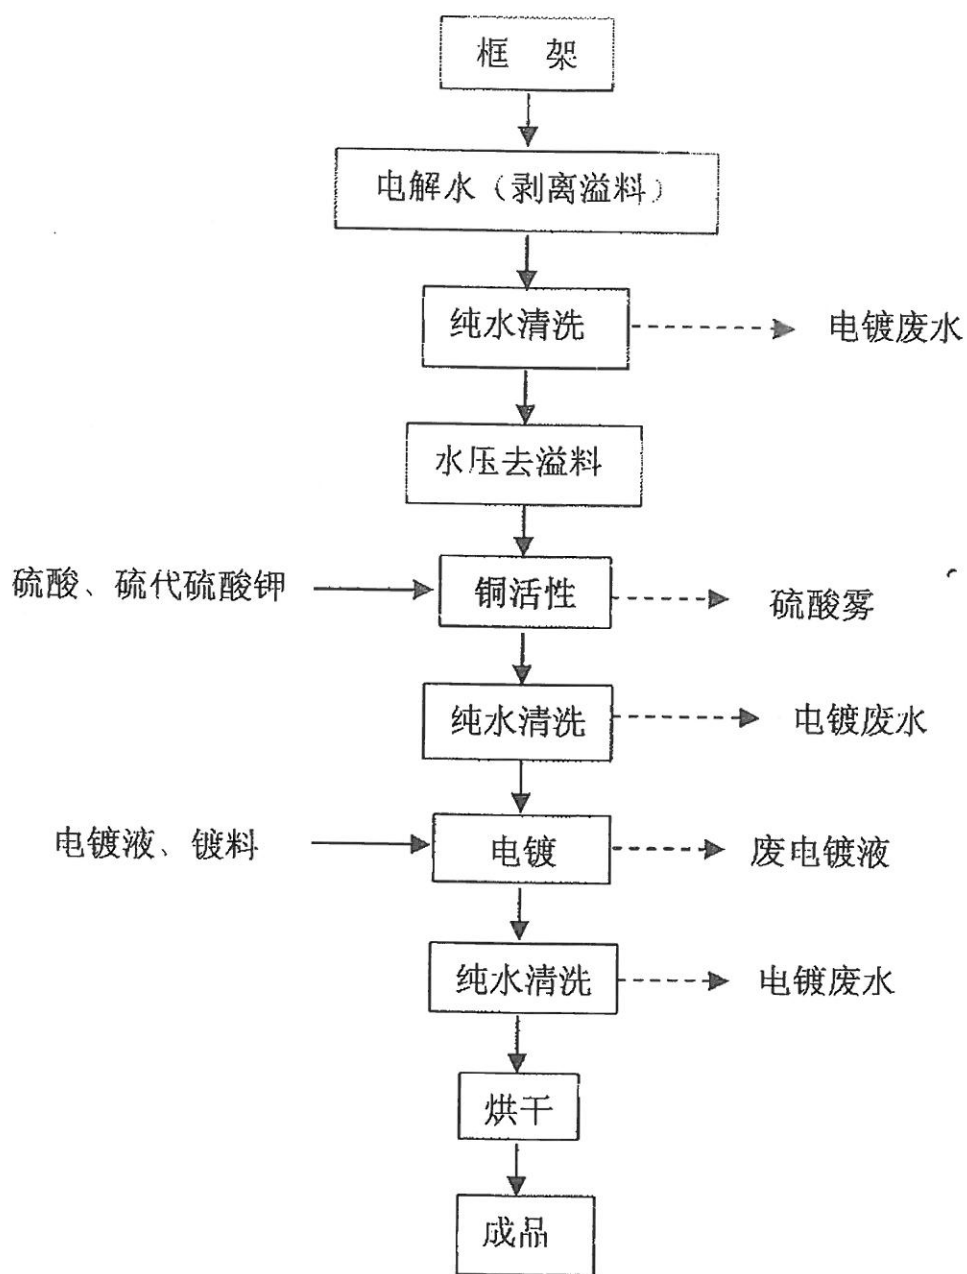 框 架
电解水（剥离溢料）
纯水清洗
电镀废水
水压去溢料
硫酸、硫代硫酸钾
铜活性
硫酸雾
纯水清洗
电镀废水
电镀液、镀料
电镀
废电镀液
纯水清洗
电镀废水
烘干
成品